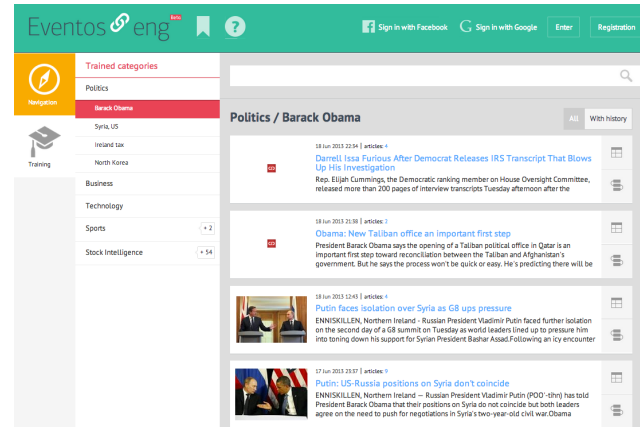 Eventos eng Beta
?
Sign in with Facebook
G Sign in with Google
Enter
Registration
Navigation
Training
Trained categories
Politics
Barack Obama
Syria, US
Ireland tax
North Korea
Business
Technology
Sports + 2
Stock Intelligence + 54
Politics / Barack Obama
All With history
18 Jun 2013 22:34 | articles: 4
Darrell Issa Furious After Democrat Releases IRS Transcript That Blows
Up His Investigation
Rep. Elijah Cummings, the Democratic ranking member on House Oversight Committee,
released more than 200 pages of interview transcripts Tuesday afternoon after the
18 Jun 2013 21:38 | articles: 2
Obama: New Taliban office an important first step
President Barack Obama says the opening of a Taliban political office in Qatar is an
important first step toward reconciliation between the Taliban and Afghanistan's
government. But he says the process won't be quick or easy. He's predicting there will be
18 Jun 2013 12:43 | articles: 4
Putin faces isolation over Syria as G8 ups pressure
ENNISKILLEN, Northern Ireland - Russian President Vladimir Putin faced further isolation
on the second day of a G8 summit on Tuesday as world leaders lined up to pressure him
into toning down his support for Syrian President Bashar Assad.Following an icy encounter
17 Jun 2013 23:37 | articles: 9
Putin: US-Russia positions on Syria don't coincide
ENNISKILLEN, Northern Ireland — Russian President Vladimir Putin (POO'-tihn) has told
President Barack Obama that their positions on Syria do not coincide but both leaders
agree on the need to push for negotiations in Syria's two-year-old civil war.Obama